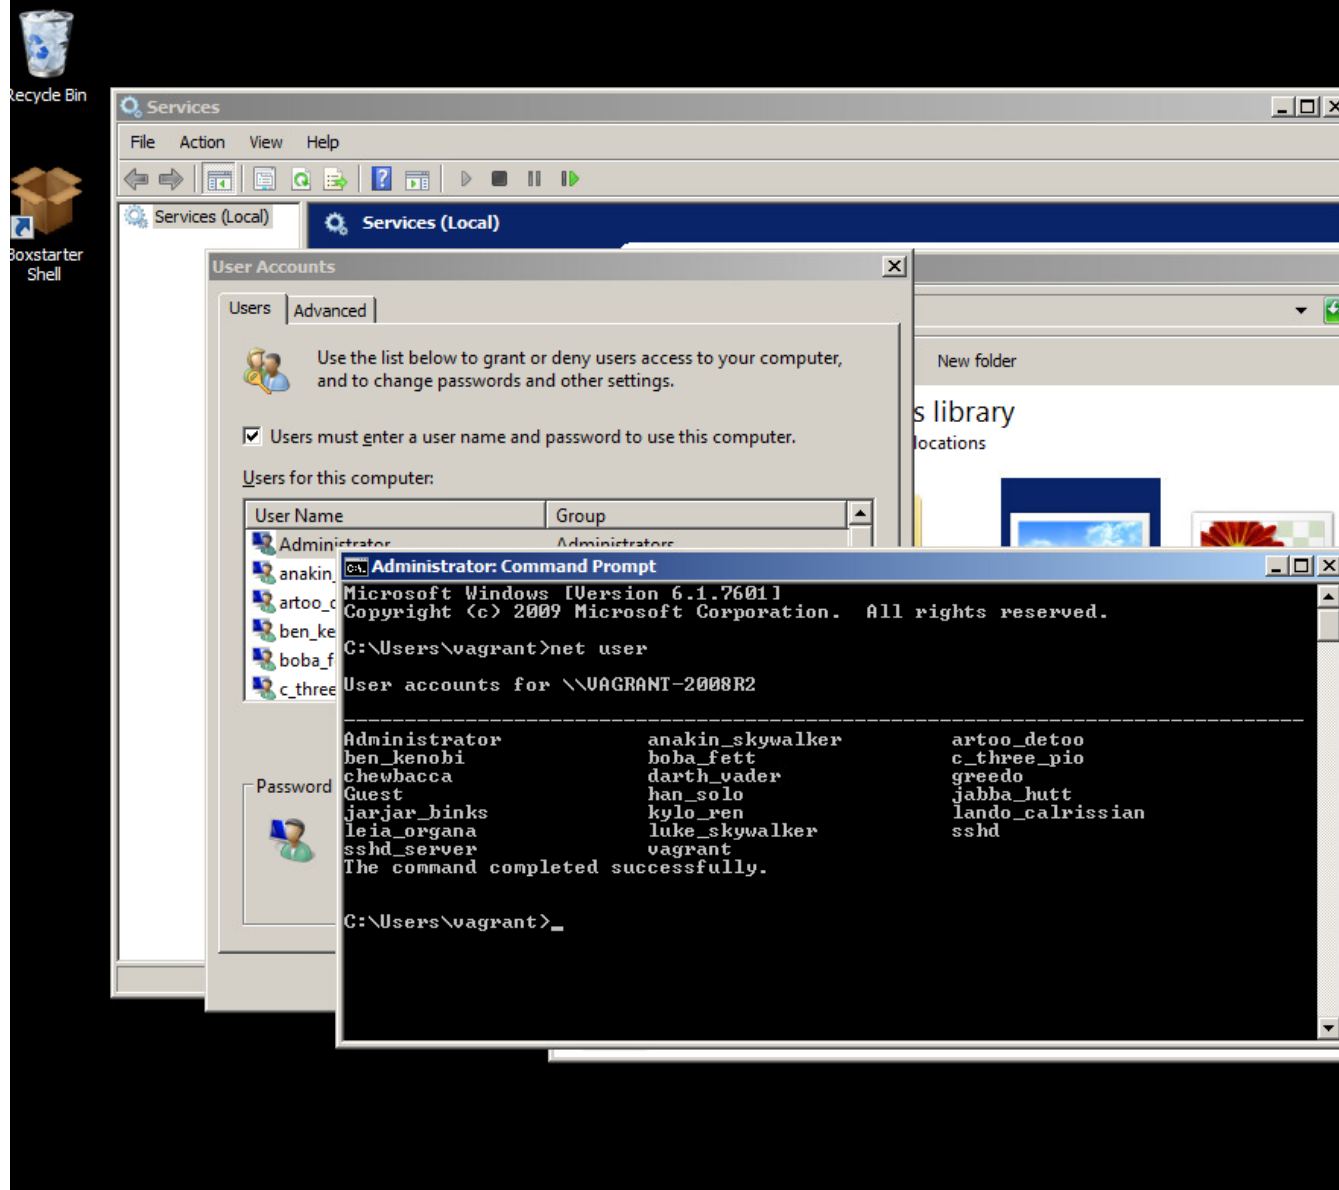 Recycle Bin
Boxstarter
Shell
Services
File Action View Help
Services (Local)
Services (Local)
User Accounts
Users Advanced
Use the list below to grant or deny users access to your computer,
and to change passwords and other settings.
Users must enter a user name and password to use this computer.
Users for this computer:
User Name Group
Administrator Administrators
anakin_
artoo_
ben_ke
boba_f
c_three
Password
New folder
s library
locations
Administrator: Command Prompt
Microsoft Windows [Version 6.1.7601]
Copyright (c) 2009 Microsoft Corporation. All rights reserved.
C:\Users\vagrant>net user
User accounts for \\VAGRANT-2008R2
-------------------------------------------------------------------------------
Administrator anakin_skywalker artoo_detoo
ben_kenobi boba_fett c_three_pio
chewbacca darth_vader greedo
Guest han_solo jabba_hutt
jarjar_binks kylo_ren lando_calrissian
leia_organa luke_skywalker sshd
sshd_server vagrant
The command completed successfully.
C:\Users\vagrant>_